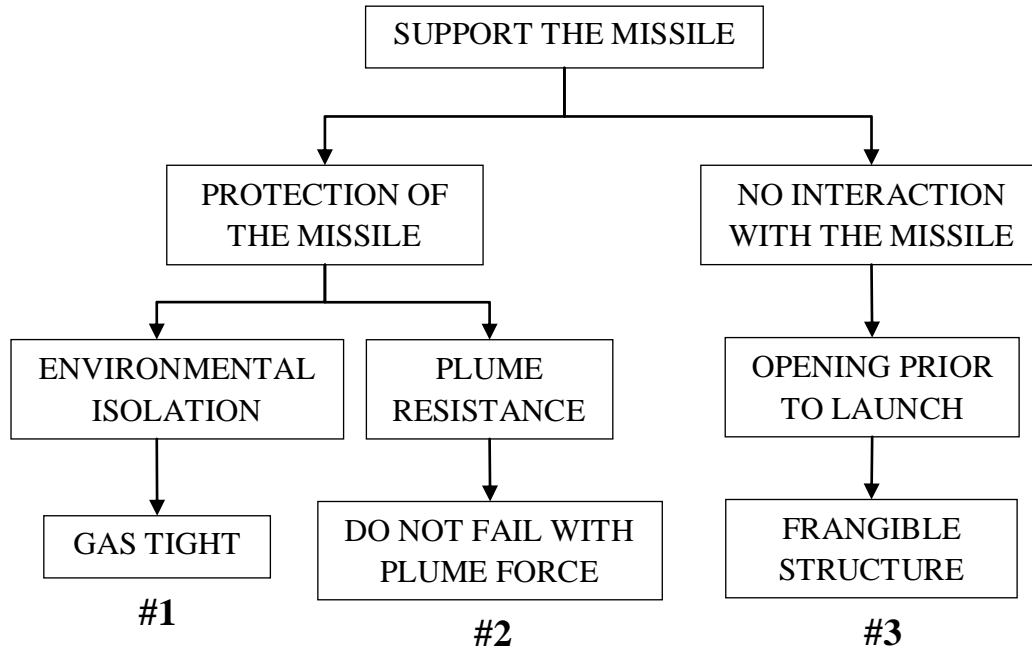 SUPPORT THE MISSILE
PROTECTION OF
THE MISSILE
NO INTERACTION
WITH THE MISSILE
ENVIRONMENTAL
ISOLATION
PLUME
RESISTANCE
OPENING PRIOR
TO LAUNCH
GAS TIGHT
DO NOT FAIL WITH
PLUME FORCE
FRANGIBLE
STRUCTURE
#1
#2
#3